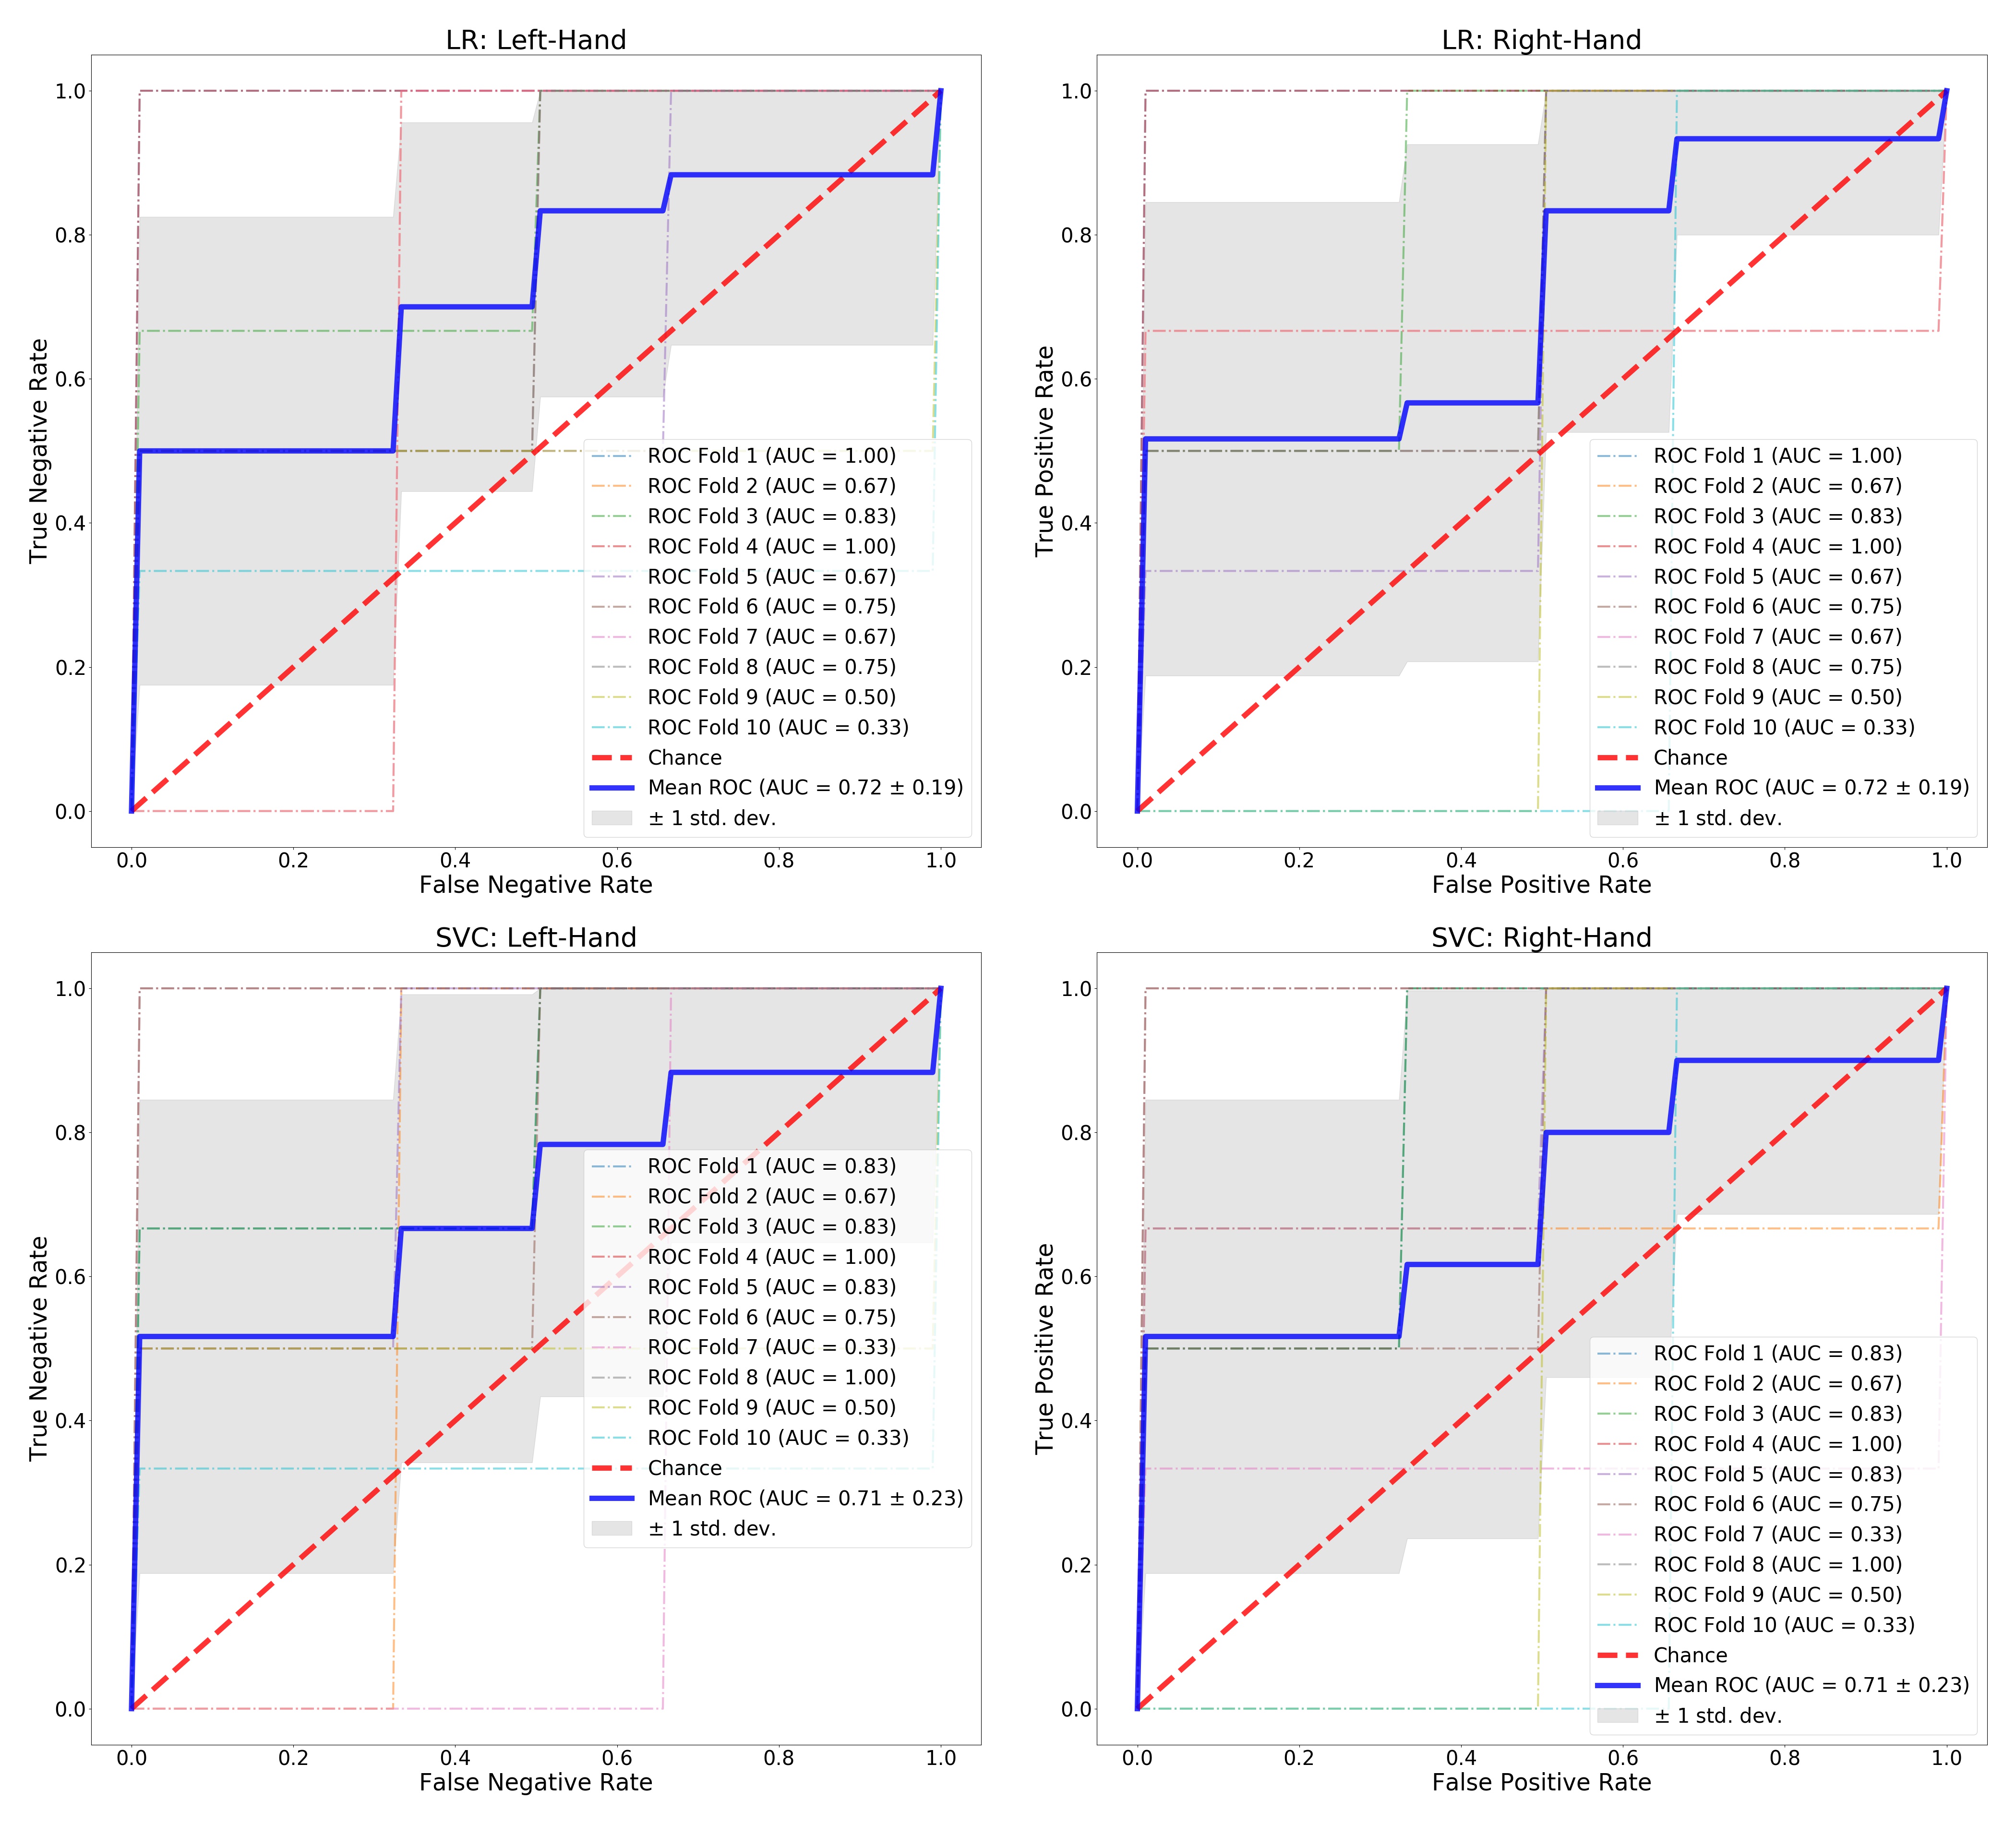 LR: Left-Hand
True Negative Rate
1.0
0.8
0.6
0.4
0.2
0.0
ROC Fold 1 (AUC = 1.00)
ROC Fold 2 (AUC = 0.67)
ROC Fold 3 (AUC = 0.83)
ROC Fold 4 (AUC = 1.00)
ROC Fold 5 (AUC = 0.67)
ROC Fold 6 (AUC = 0.75)
ROC Fold 7 (AUC = 0.67)
ROC Fold 8 (AUC = 0.75)
ROC Fold 9 (AUC = 0.50)
ROC Fold 10 (AUC = 0.33)
Chance
Mean ROC (AUC = 0.72 ± 0.19)
± 1 std. dev.
0.0 0.2 0.4 0.6 0.8 1.0
False Negative Rate
LR: Right-Hand
True Positive Rate
1.0
0.8
0.6
0.4
0.2
0.0
ROC Fold 1 (AUC = 1.00)
ROC Fold 2 (AUC = 0.67)
ROC Fold 3 (AUC = 0.83)
ROC Fold 4 (AUC = 1.00)
ROC Fold 5 (AUC = 0.67)
ROC Fold 6 (AUC = 0.75)
ROC Fold 7 (AUC = 0.67)
ROC Fold 8 (AUC = 0.75)
ROC Fold 9 (AUC = 0.50)
ROC Fold 10 (AUC = 0.33)
Chance
Mean ROC (AUC = 0.72 ± 0.19)
± 1 std. dev.
0.0 0.2 0.4 0.6 0.8 1.0
False Positive Rate
SVC: Left-Hand
True Negative Rate
1.0
0.8
0.6
0.4
0.2
0.0
ROC Fold 1 (AUC = 0.83)
ROC Fold 2 (AUC = 0.67)
ROC Fold 3 (AUC = 0.83)
ROC Fold 4 (AUC = 1.00)
ROC Fold 5 (AUC = 0.83)
ROC Fold 6 (AUC = 0.75)
ROC Fold 7 (AUC = 0.33)
ROC Fold 8 (AUC = 1.00)
ROC Fold 9 (AUC = 0.50)
ROC Fold 10 (AUC = 0.33)
Chance
Mean ROC (AUC = 0.71 ± 0.23)
± 1 std. dev.
0.0 0.2 0.4 0.6 0.8 1.0
False Negative Rate
SVC: Right-Hand
True Positive Rate
1.0
0.8
0.6
0.4
0.2
0.0
ROC Fold 1 (AUC = 0.83)
ROC Fold 2 (AUC = 0.67)
ROC Fold 3 (AUC = 0.83)
ROC Fold 4 (AUC = 1.00)
ROC Fold 5 (AUC = 0.83)
ROC Fold 6 (AUC = 0.75)
ROC Fold 7 (AUC = 0.33)
ROC Fold 8 (AUC = 1.00)
ROC Fold 9 (AUC = 0.50)
ROC Fold 10 (AUC = 0.33)
Chance
Mean ROC (AUC = 0.71 ± 0.23)
± 1 std. dev.
0.0 0.2 0.4 0.6 0.8 1.0
False Positive Rate